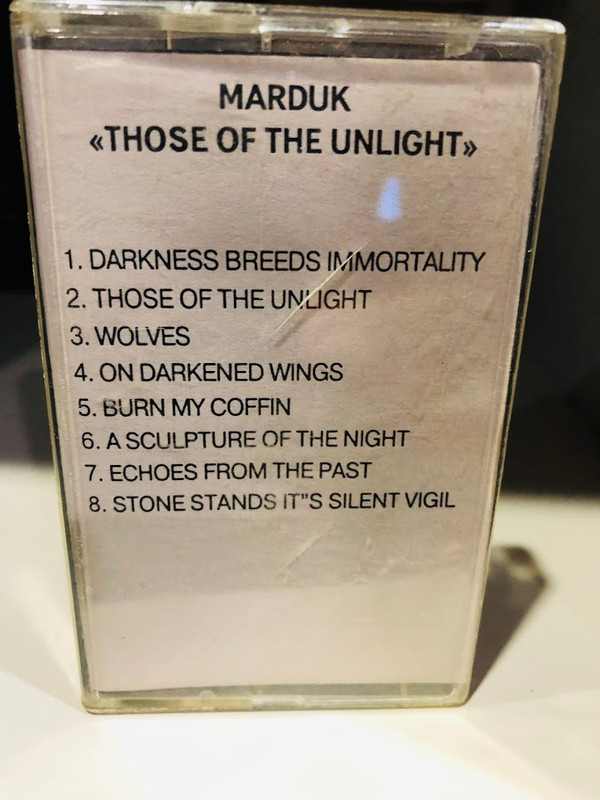 MARDUK
«THOSE OF THE UNLIGHT»
1. DARKNESS BREEDS IMMORTALITY
2. THOSE OF THE UNLIGHT
3. WOLVES
4. ON DARKENED WINGS
5. BURN MY COFFIN
6. A SCULPTURE OF THE NIGHT
7. ECHOES FROM THE PAST
8. STONE STANDS IT"S SILENT VIGIL